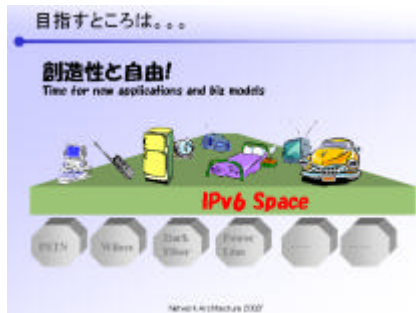 目指すところは。。。
創造性と自由!
Time for new applications and biz models
IPv6 Space
PSTN Wilress Dark Fiber Power Line ........ ........
Network Architecture 2002